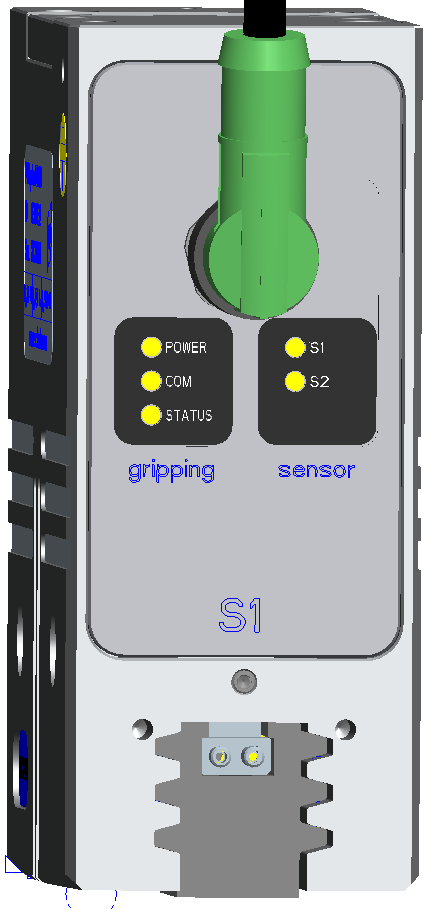 POWER
COM
STATUS
S1
S2
gripping
sensor
S1